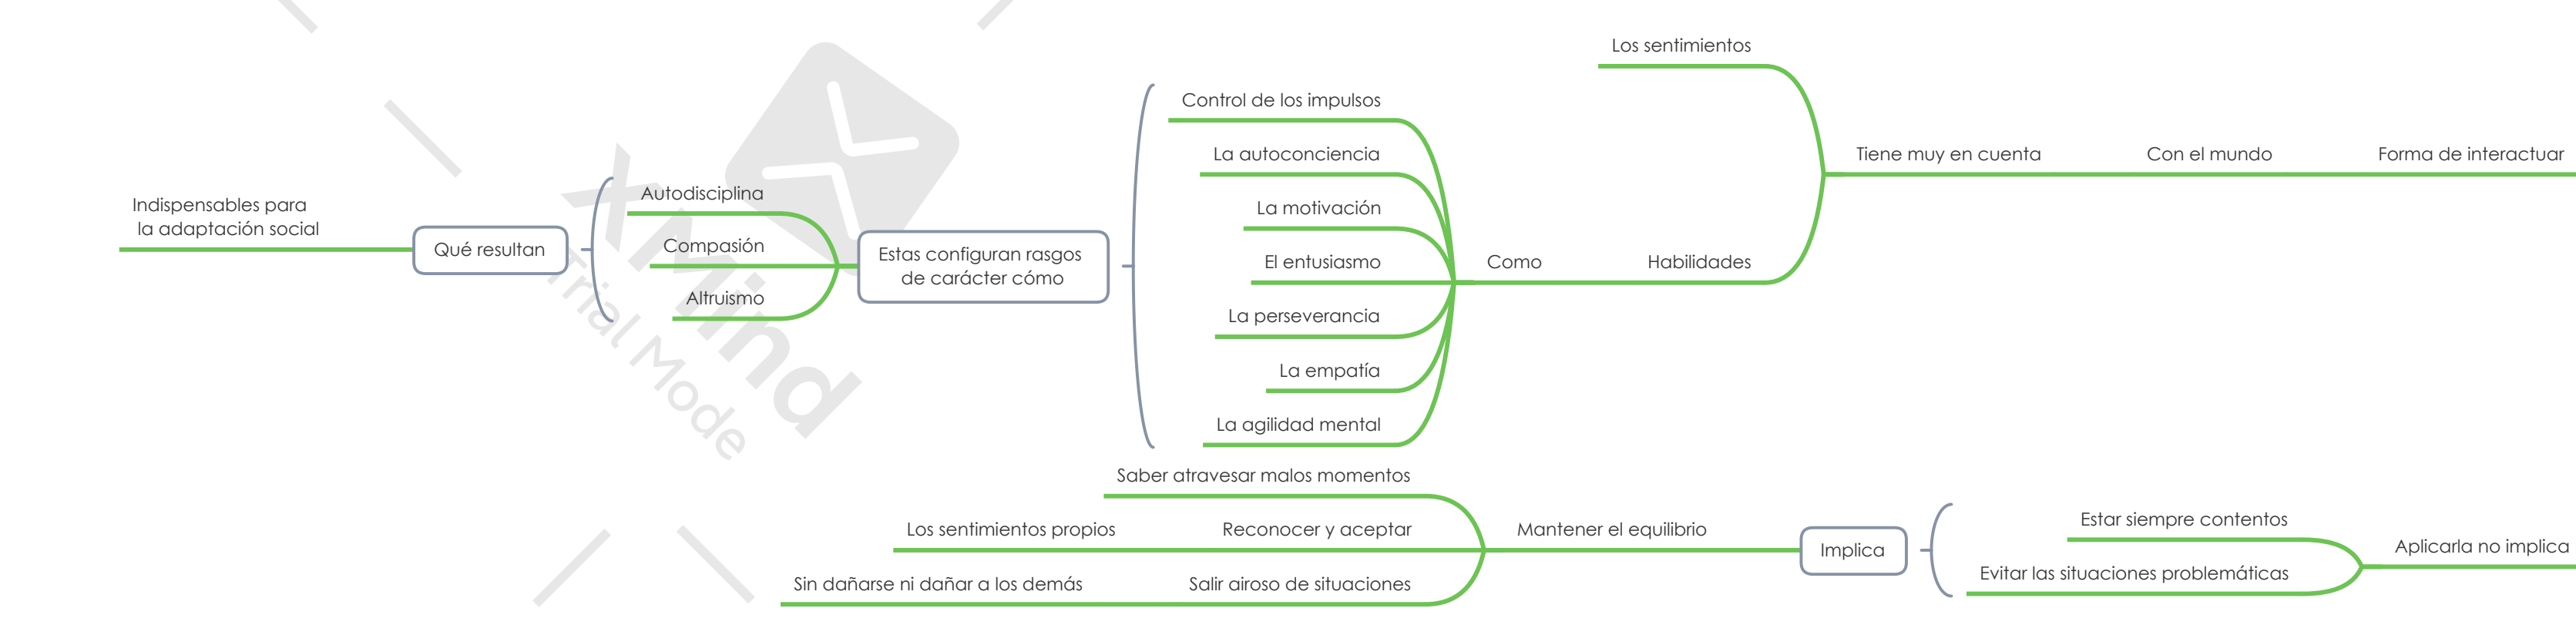 Los sentimientos
Control de los impulsos
La autoconciencia
Tiene muy en cuenta
Con el mundo
Forma de interactuar
Autodisciplina
Indispensables para
la adaptación social
La motivación
Compasión
Qué resultan
Estas configuran rasgos
de carácter cómo
El entusiasmo
Como
Habilidades
Altruismo
La perseverancia
La empatía
La agilidad mental
XMind
Trial Mode
Saber atravesar malos momentos
Los sentimientos propios
Reconocer y aceptar
Mantener el equilibrio
Sin dañarse ni dañar a los demás
Salir airoso de situaciones
Implica
Estar siempre contentos
Evitar las situaciones problemáticas
Aplicarla no implica